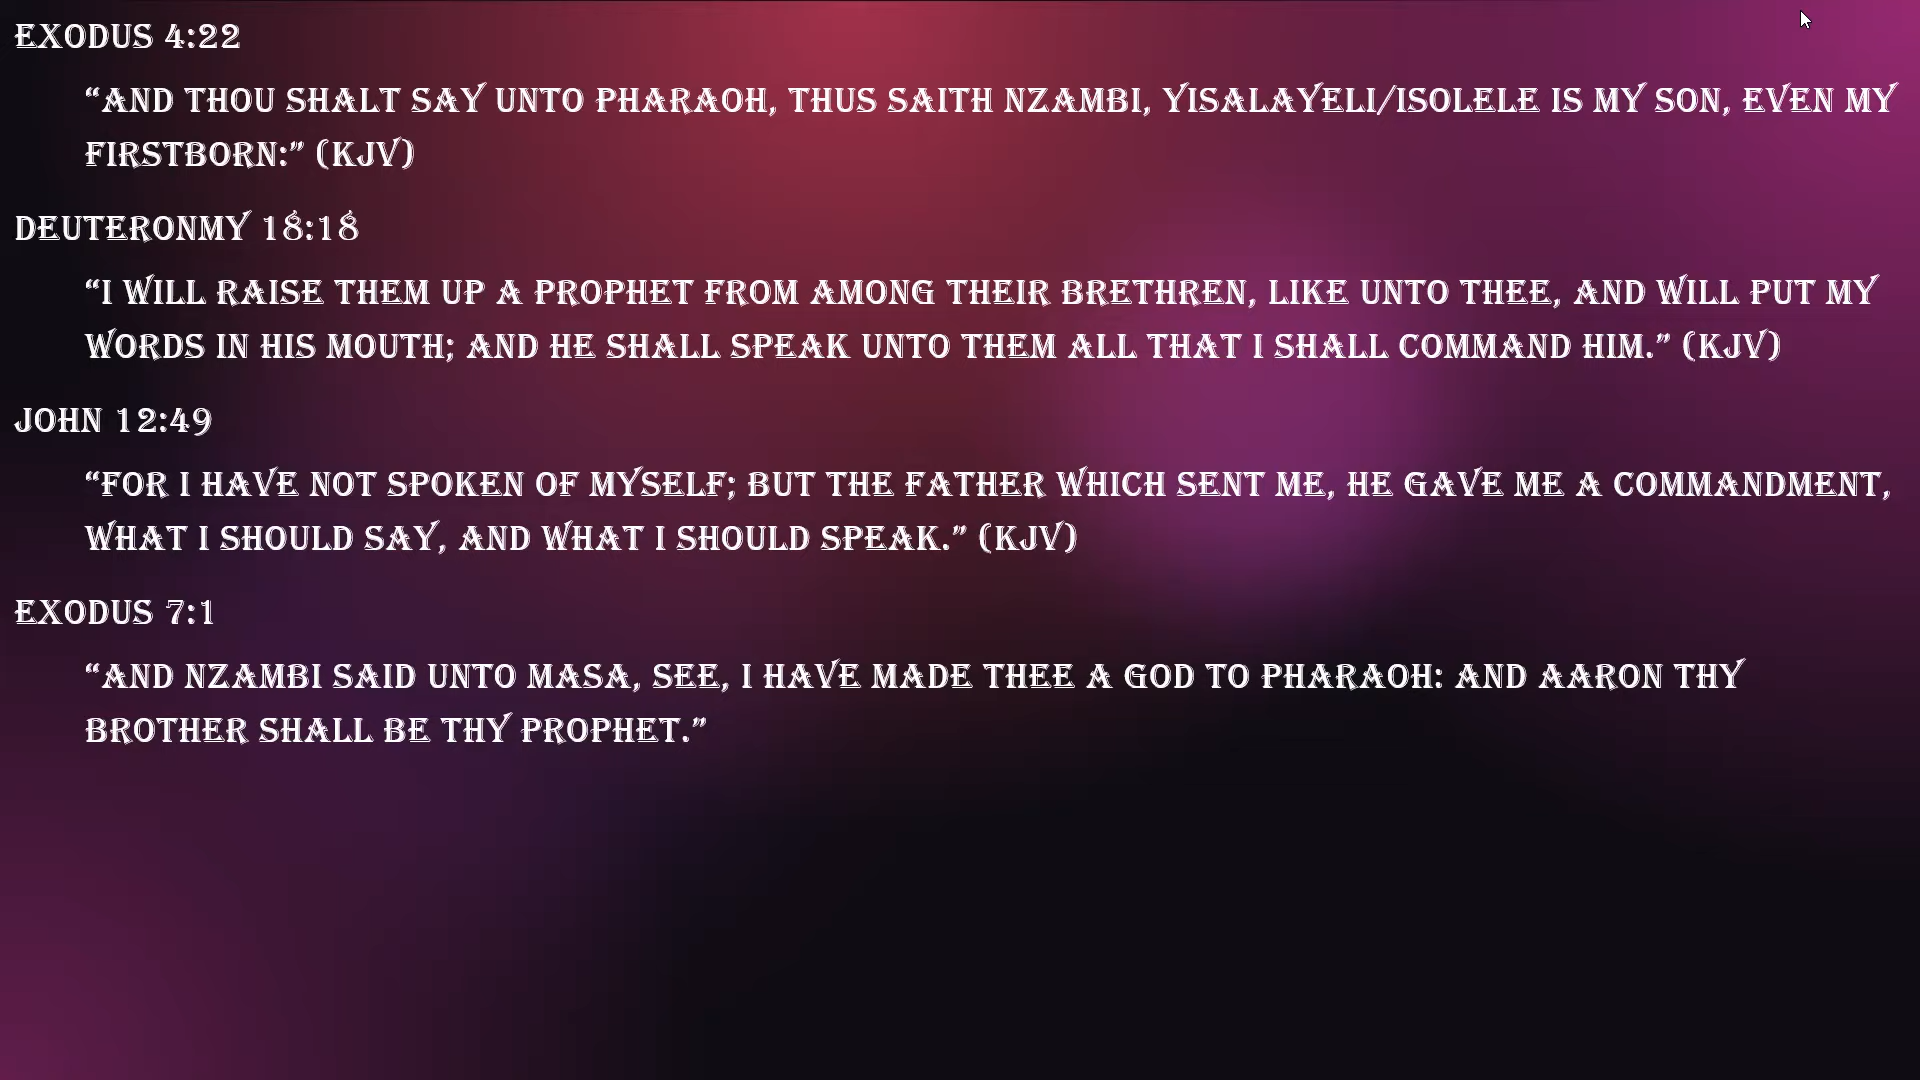 EXODUS 4:22
“AND THOU SHALT SAY UNTO PHARAOH, THUS SAITH NZAMBI, YISALAYELI/ISOLELE IS MY SON, EVEN MY
FIRSTBORN:” (KJV)
DEUTERONMY 18:18
“I WILL RAISE THEM UP A PROPHET FROM AMONG THEIR BRETHREN, LIKE UNTO THEE, AND WILL PUT MY
WORDS IN HIS MOUTH; AND HE SHALL SPEAK UNTO THEM ALL THAT I SHALL COMMAND HIM.” (KJV)
JOHN 12:49
“FOR I HAVE NOT SPOKEN OF MYSELF; BUT THE FATHER WHICH SENT ME, HE GAVE ME A COMMANDMENT,
WHAT I SHOULD SAY, AND WHAT I SHOULD SPEAK.” (KJV)
EXODUS 7:1
“AND NZAMBI SAID UNTO MASA, SEE, I HAVE MADE THEE A GOD TO PHARAOH: AND AARON THY
BROTHER SHALL BE THY PROPHET.”